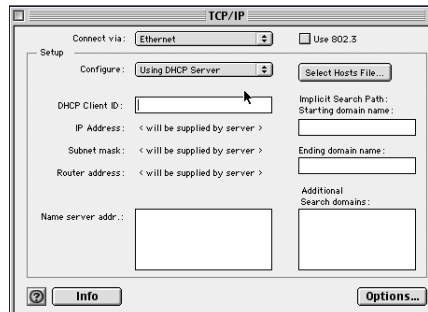 TCP/IP
Connect via: Ethernet
Use 802.3
Setup
Configure: Using DHCP Server
Select Hosts File...
DHCP Client ID:
Implicit Search Path:
Starting domain name:
IP Address: < will be supplied by server >
Subnet mask: < will be supplied by server >
Ending domain name:
Router address: < will be supplied by server >
Additional
Search domains:
Name server addr.:
?
Info
Options...